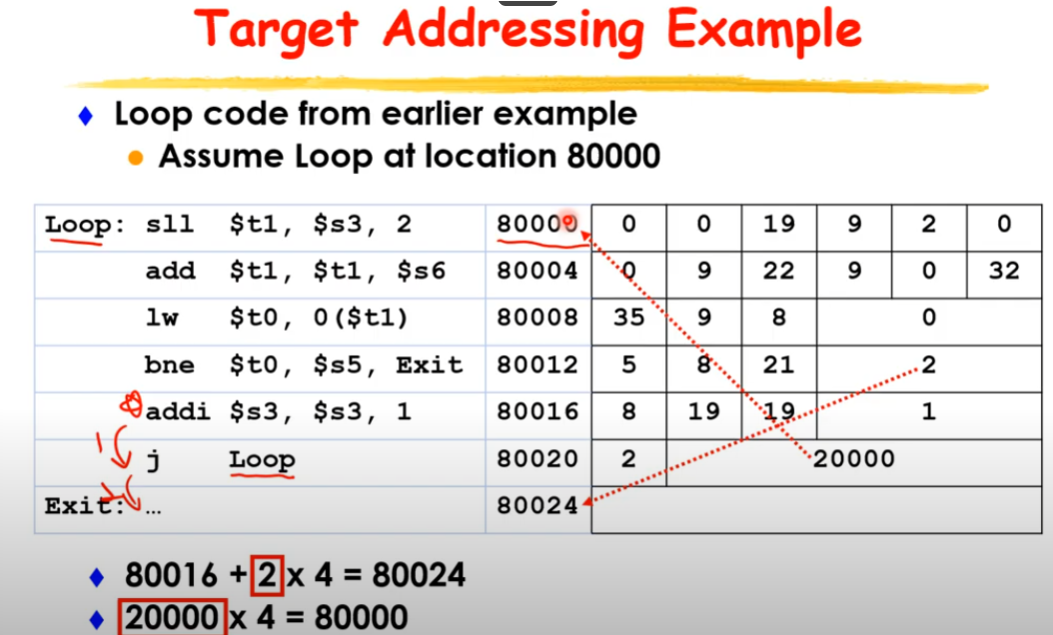 Target Addressing Example
Loop code from earlier example
Assume Loop at location 80000
Loop: sll $t1, $s3, 2 80000 0 0 19 9 2 0
add $t1, $t1, $s6 80004 0 9 22 9 0 32
lw $t0, 0($t1) 80008 35 9 8 0
bne $t0, $s5, Exit 80012 5 8 21 2
addi $s3, $s3, 1 80016 8 19 19 1
j Loop 80020 2 20000
Exit: … 80024
80016 + 2 x 4 = 80024
20000 x 4 = 80000